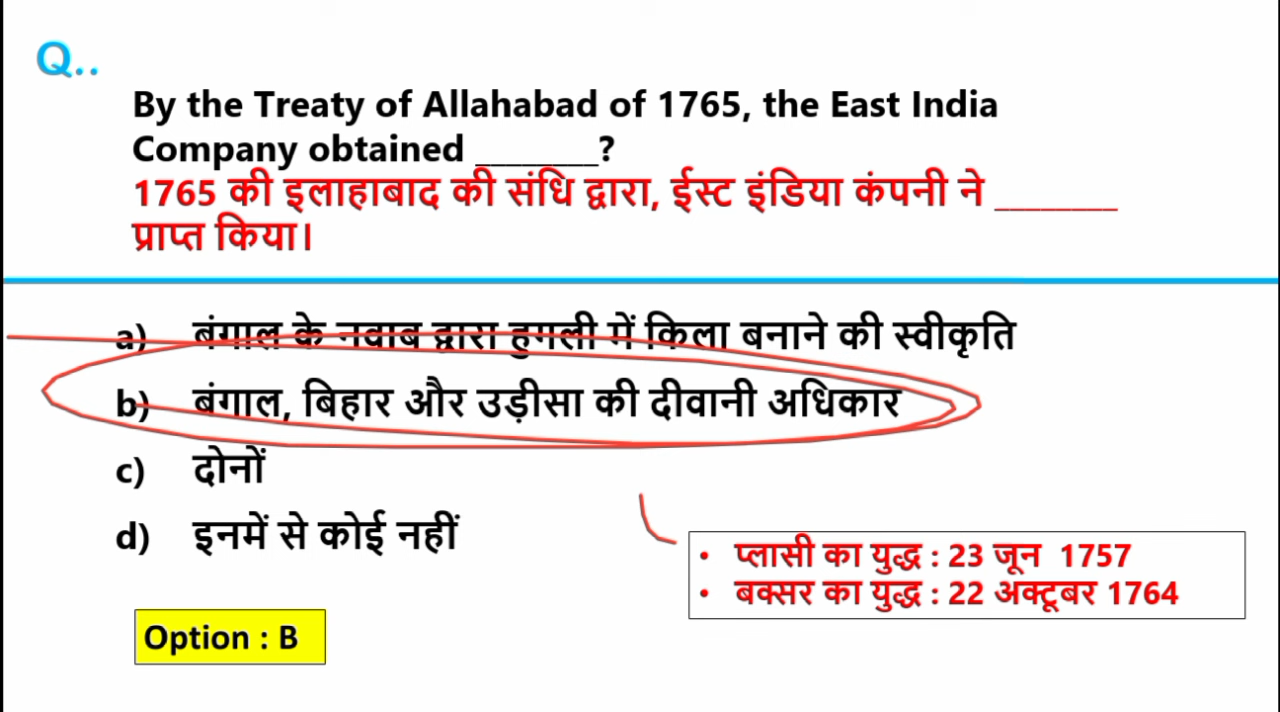 Q..
By the Treaty of Allahabad of 1765, the East India
Company obtained ________?
1765 की इलाहाबाद की संधि द्वारा, ईस्ट इंडिया कंपनी ने ________
प्राप्त किया।
a) बंगाल के नवाब द्वारा हुगली में किला बनाने की स्वीकृति
b) बंगाल, बिहार और उड़ीसा की दीवानी अधिकार
c) दोनों
d) इनमें से कोई नहीं
• प्लासी का युद्ध : 23 जून 1757
• बक्सर का युद्ध : 22 अक्टूबर 1764
Option : B